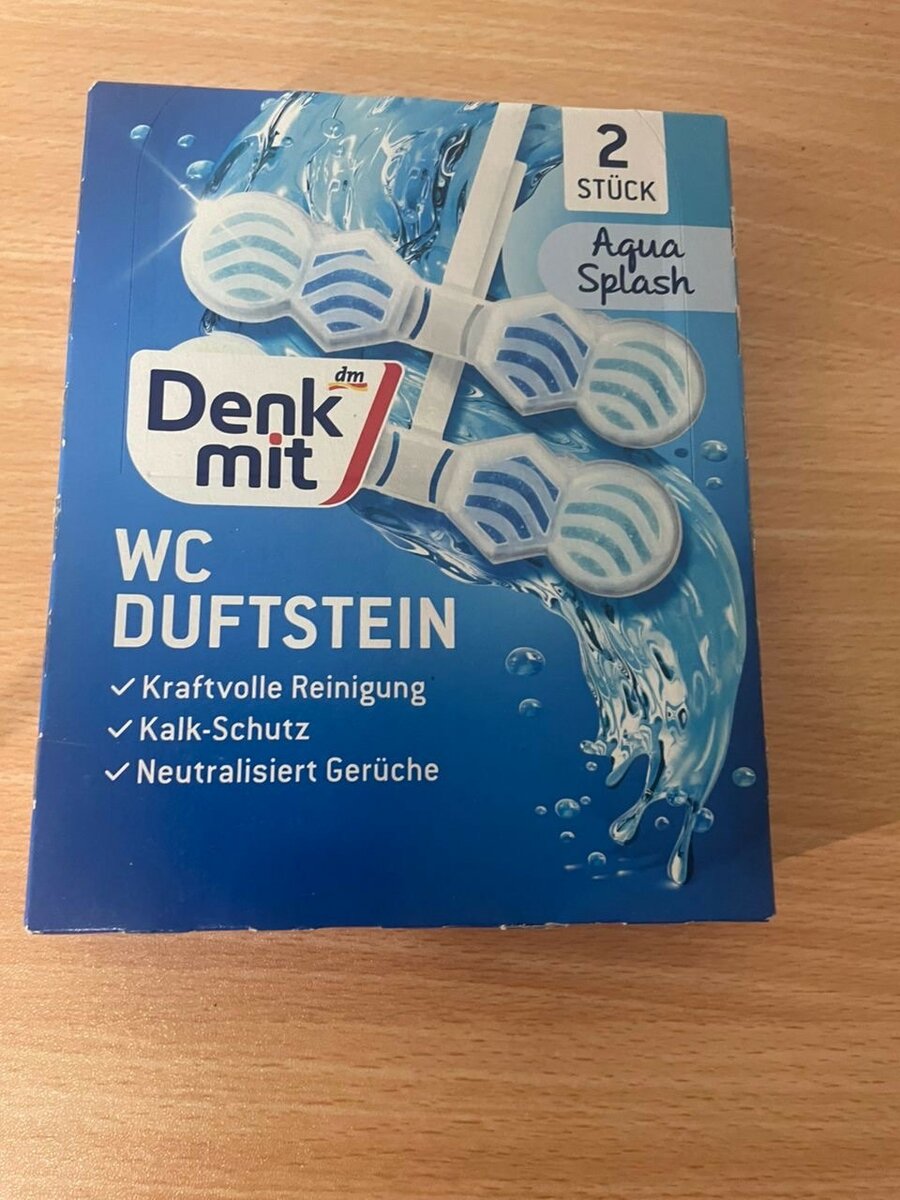 2
STÜCK
Aqua
Splash
dm
Denk
mit
WC
DUFTSTEIN
Kraftvolle Reinigung
Kalk-Schutz
Neutralisiert Gerüche